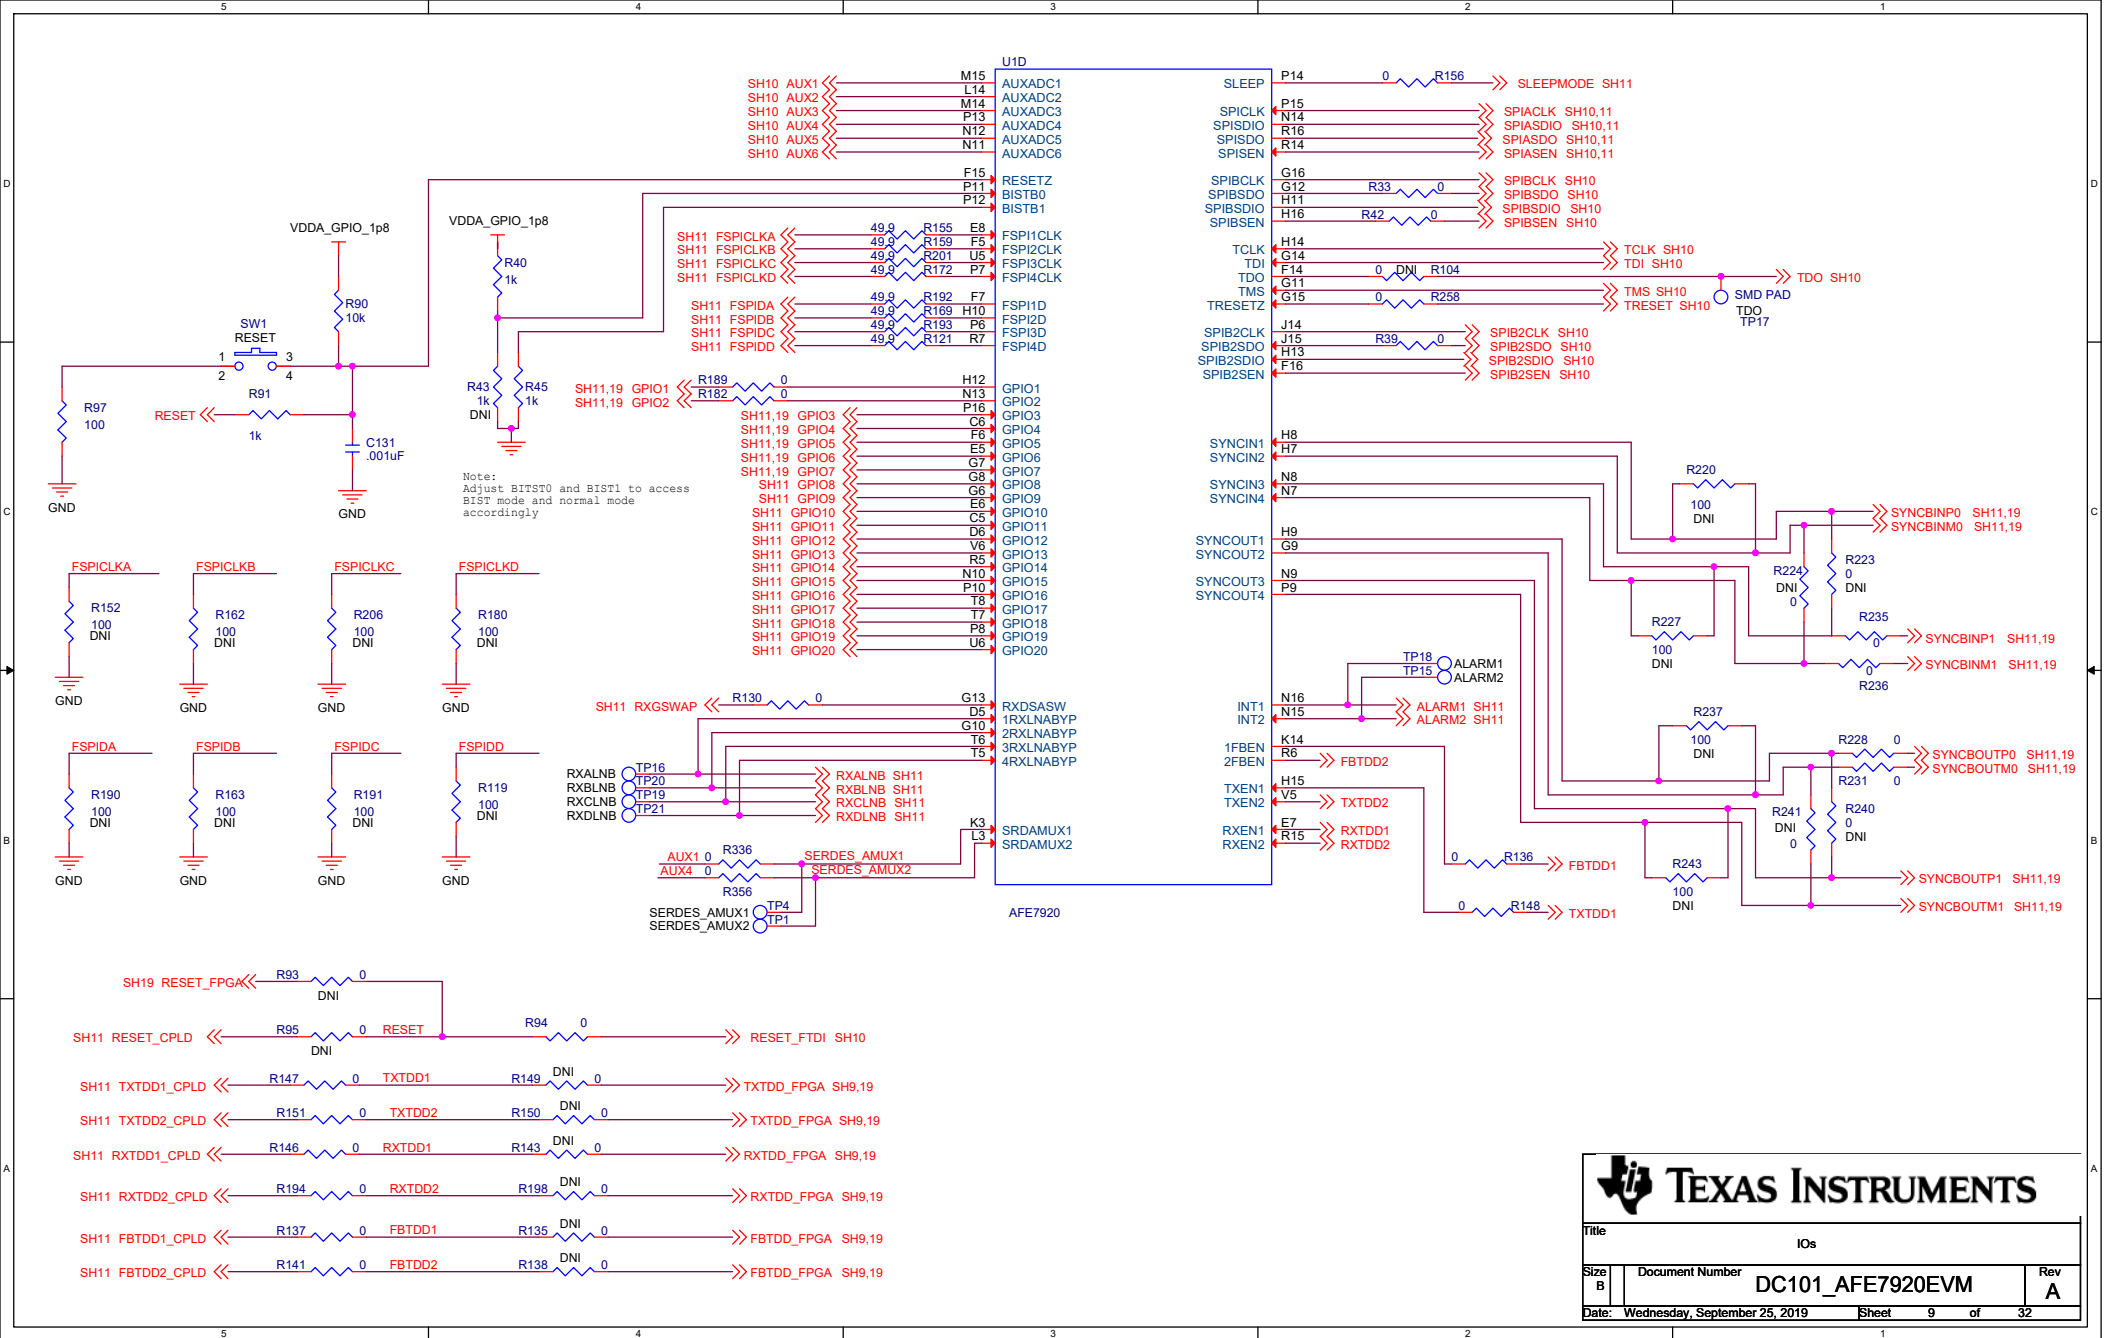 5 4 3 2 1
D
C
B
A
U1D
AFE7920
SH10 AUX1 M15 AUXADC1
SH10 AUX2 L14 AUXADC2
SH10 AUX3 M14 AUXADC3
SH10 AUX4 P13 AUXADC4
SH10 AUX5 N12 AUXADC5
SH10 AUX6 N11 AUXADC6
F15 RESETZ
P11 BISTB0
P12 BISTB1
SH11 FSPICLKA 49.9 R155 E8 FSPI1CLK
SH11 FSPICLKB 49.9 R159 F5 FSPI2CLK
SH11 FSPICLKC 49.9 R201 U5 FSPI3CLK
SH11 FSPICLKD 49.9 R172 P7 FSPI4CLK
SH11 FSPIDA 49.9 R192 F7 FSPI1D
SH11 FSPIDB 49.9 R169 H10 FSPI2D
SH11 FSPIDC 49.9 R193 P6 FSPI3D
SH11 FSPIDD 49.9 R121 R7 FSPI4D
SH11,19 GPIO1 R189 0 H12 GPIO1
SH11,19 GPIO2 R182 0 N13 GPIO2
SH11,19 GPIO3 P16 GPIO3
SH11,19 GPIO4 C6 GPIO4
SH11,19 GPIO5 F6 GPIO5
SH11,19 GPIO6 E5 GPIO6
SH11,19 GPIO7 G7 GPIO7
SH11 GPIO8 G8 GPIO8
SH11 GPIO9 G6 GPIO9
SH11 GPIO10 E6 GPIO10
SH11 GPIO11 C5 GPIO11
SH11 GPIO12 D6 GPIO12
SH11 GPIO13 V6 GPIO13
SH11 GPIO14 R5 GPIO14
SH11 GPIO15 N10 GPIO15
SH11 GPIO16 P10 GPIO16
SH11 GPIO17 T8 GPIO17
SH11 GPIO18 T7 GPIO18
SH11 GPIO19 P8 GPIO19
SH11 GPIO20 U6 GPIO20
SH11 RXGSWAP R130 0 G13 RXDSASW
D5 1RXLNABYP
G10 2RXLNABYP
T6 3RXLNABYP
T5 4RXLNABYP
RXALNB TP16 RXALNB SH11
RXBLNB TP20 RXBLNB SH11
RXCLNB TP19 RXCLNB SH11
RXDLNB TP21 RXDLNB SH11
K3 SRDAMUX1
L3 SRDAMUX2
AUX1 0 R336 SERDES_AMUX1
AUX4 0 R356 SERDES_AMUX2
SERDES_AMUX1 TP4
SERDES_AMUX2 TP1
SLEEP P14 0 R156 SLEEPMODE SH11
SPICLK P15 SPIACLK SH10,11
SPISDIO N14 SPIASDIO SH10,11
SPISDO R16 SPIASDO SH10,11
SPISEN R14 SPIASEN SH10,11
SPIBCLK G16 SPIBCLK SH10
SPIBSDO G12 R33 0 SPIBSDO SH10
SPIBSDIO H11 SPIBSDIO SH10
SPIBSEN H16 R42 0 SPIBSEN SH10
TCLK H14 TCLK SH10
TDI G14 TDI SH10
TDO F14 0 DNI R104 TDO SH10
TMS G11 TMS SH10
TRESETZ G15 0 R258 TRESET SH10
SMD PAD
TDO
TP17
SPIB2CLK J14 SPIB2CLK SH10
SPIB2SDO J15 R39 0 SPIB2SDO SH10
SPIB2SDIO H13 SPIB2SDIO SH10
SPIB2SEN F16 SPIB2SEN SH10
SYNCIN1 H8
SYNCIN2 H7
SYNCIN3 N8
SYNCIN4 N7
SYNCOUT1 H9
SYNCOUT2 G9
SYNCOUT3 N9
SYNCOUT4 P9
R220
100
DNI
SYNCBINP0 SH11,19
SYNCBINM0 SH11,19
R224
DNI
0
R223
0
DNI
R227
100
DNI
R235
0
SYNCBINP1 SH11,19
0
R236
SYNCBINM1 SH11,19
TP18 ALARM1
TP15 ALARM2
INT1 N16 ALARM1 SH11
INT2 N15 ALARM2 SH11
1FBEN K14
2FBEN R6 FBTDD2
TXEN1 H15
TXEN2 V5 TXTDD2
RXEN1 E7 RXTDD1
RXEN2 R15 RXTDD2
R237
100
DNI
R228 0 SYNCBOUTP0 SH11,19
R231 0 SYNCBOUTM0 SH11,19
R241
DNI
0
R240
0
DNI
R243
100
DNI
SYNCBOUTP1 SH11,19
SYNCBOUTM1 SH11,19
0 R136 FBTDD1
0 R148 TXTDD1
VDDA_GPIO_1p8
R90
10k
SW1
RESET
1 3
2 4
R97
100
RESET
R91
1k
C131
.001uF
GND
GND
VDDA_GPIO_1p8
R40
1k
R43
1k
DNI
R45
1k
Note:
Adjust BITST0 and BIST1 to access
BIST mode and normal mode
accordingly
FSPICLKA FSPICLKB FSPICLKC FSPICLKD
R152 R162 R206 R180
100 100 100 100
DNI DNI DNI DNI
GND GND GND GND
FSPIDA FSPIDB FSPIDC FSPIDD
R190 R163 R191 R119
100 100 100 100
DNI DNI DNI DNI
GND GND GND GND
SH19 RESET_FPGA R93 0
DNI
SH11 RESET_CPLD R95 0 RESET R94 0 RESET_FTDI SH10
DNI
SH11 TXTDD1_CPLD R147 0 TXTDD1 R149 DNI 0 TXTDD_FPGA SH9,19
SH11 TXTDD2_CPLD R151 0 TXTDD2 R150 DNI 0 TXTDD_FPGA SH9,19
SH11 RXTDD1_CPLD R146 0 RXTDD1 R143 DNI 0 RXTDD_FPGA SH9,19
SH11 RXTDD2_CPLD R194 0 RXTDD2 R198 DNI 0 RXTDD_FPGA SH9,19
SH11 FBTDD1_CPLD R137 0 FBTDD1 R135 DNI 0 FBTDD_FPGA SH9,19
SH11 FBTDD2_CPLD R141 0 FBTDD2 R138 DNI 0 FBTDD_FPGA SH9,19
TEXAS INSTRUMENTS
Title
IOs
Size Document Number Rev
B DC101_AFE7920EVM A
Date: Wednesday, September 25, 2019 Sheet 9 of 32
5 4 3 2 1
D
C
B
A